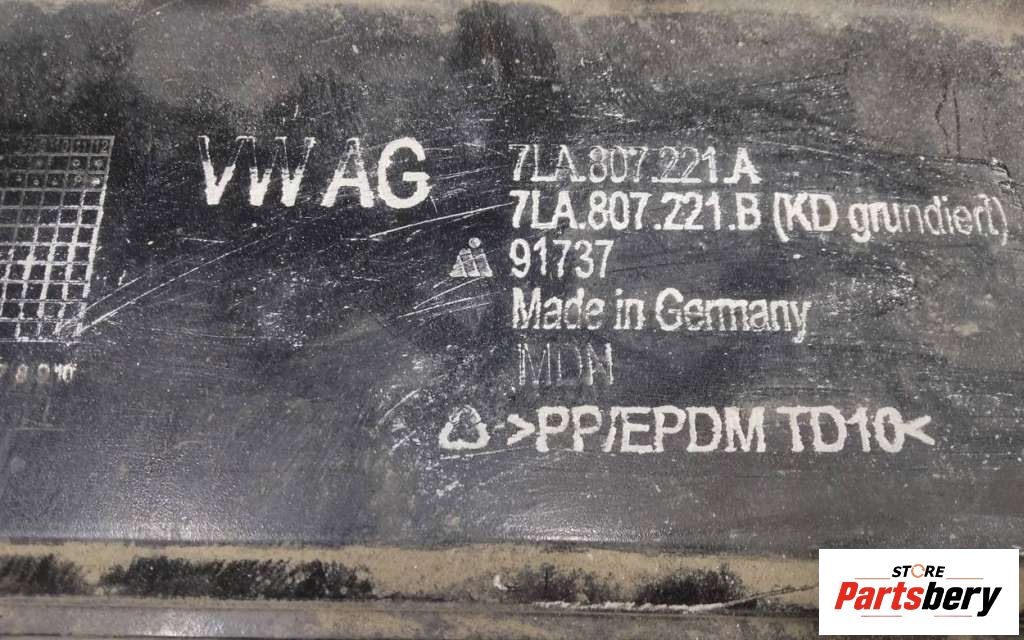 VW AG
7LA.807.221.A
7LA.807.221.B (KD grundiert)
91737
Made in Germany
MDN
>PP/EPDM TD10<
STORE
Partsbery